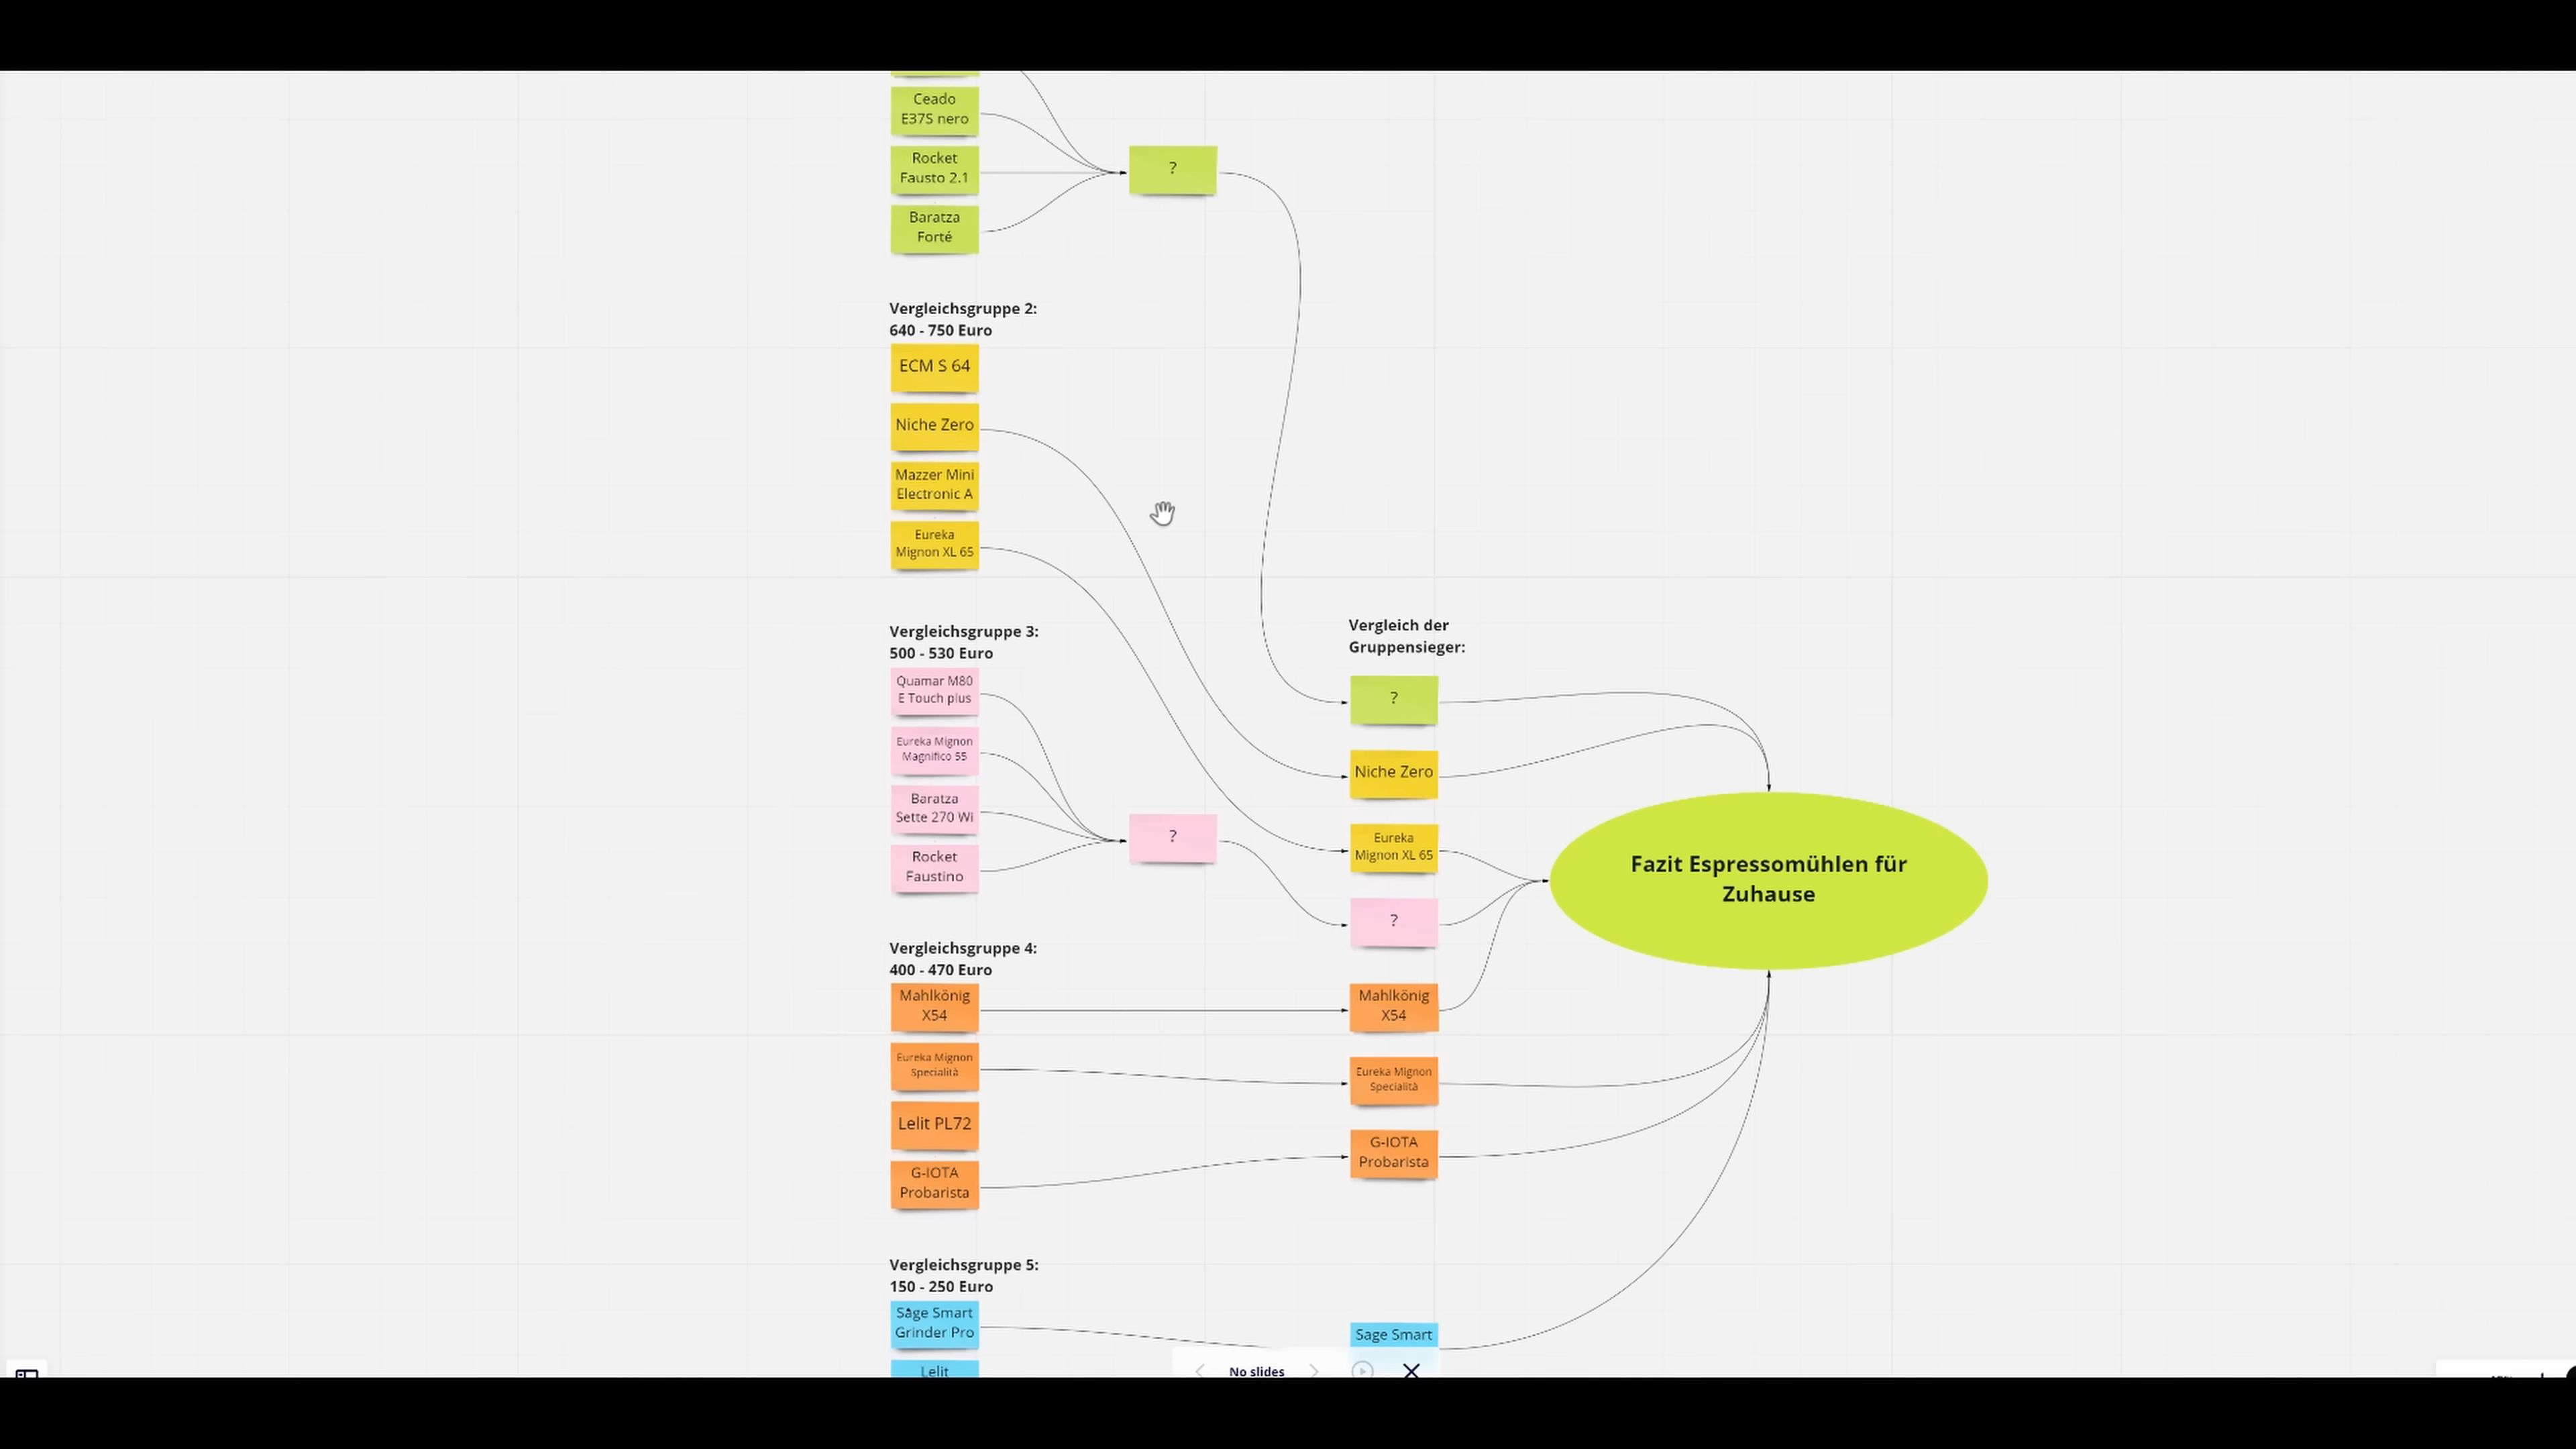 Ceado
E37S nero
Rocket
Fausto 2.1
Baratza
Forté
?
Vergleichsgruppe 2:
640 - 750 Euro
ECM S 64
Niche Zero
Mazzer Mini
Electronic A
Eureka
Mignon XL 65
Vergleichsgruppe 3:
500 - 530 Euro
Quamar M80
E Touch plus
Eureka Mignon
Magnifico 55
Baratza
Sette 270 Wi
Rocket
Faustino
?
Vergleichsgruppe 4:
400 - 470 Euro
Mahlkönig
X54
Eureka Mignon
Specialità
Lelit PL72
G-IOTA
Probarista
Vergleichsgruppe 5:
150 - 250 Euro
Sage Smart
Grinder Pro
Lelit
Vergleich der
Gruppensieger:
?
Niche Zero
Eureka
Mignon XL 65
?
Mahlkönig
X54
Eureka Mignon
Specialità
G-IOTA
Probarista
Sage Smart
Fazit Espressomühlen für
Zuhause
No slides